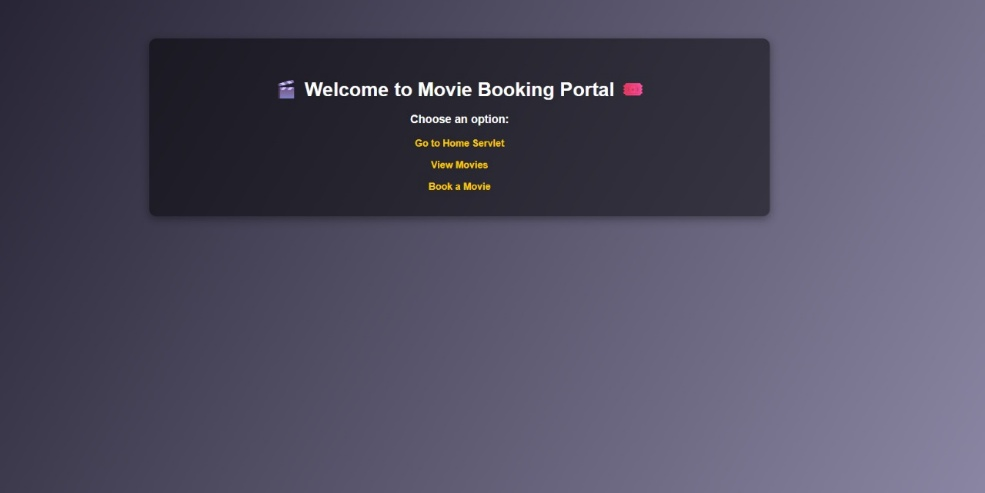 🎬 Welcome to Movie Booking Portal 🎟️
Choose an option:
Go to Home Servlet
View Movies
Book a Movie